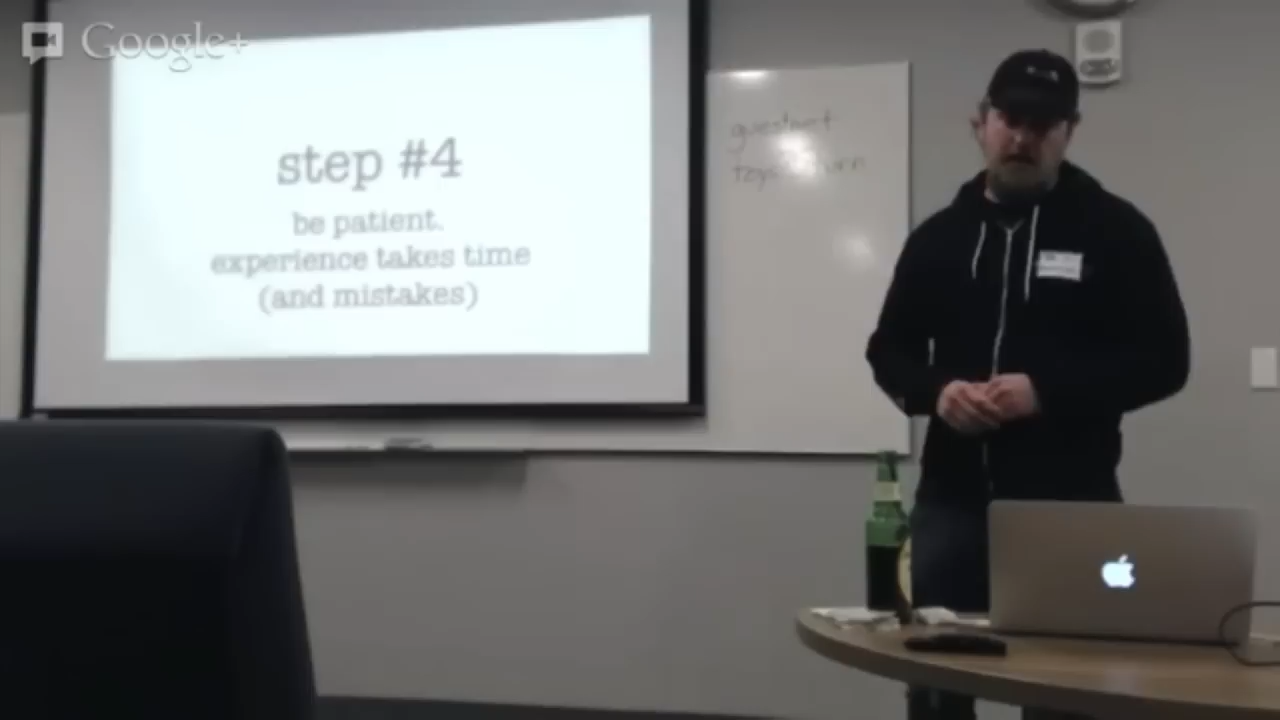 Google+
step #4
be patient.
experience takes time
(and mistakes)